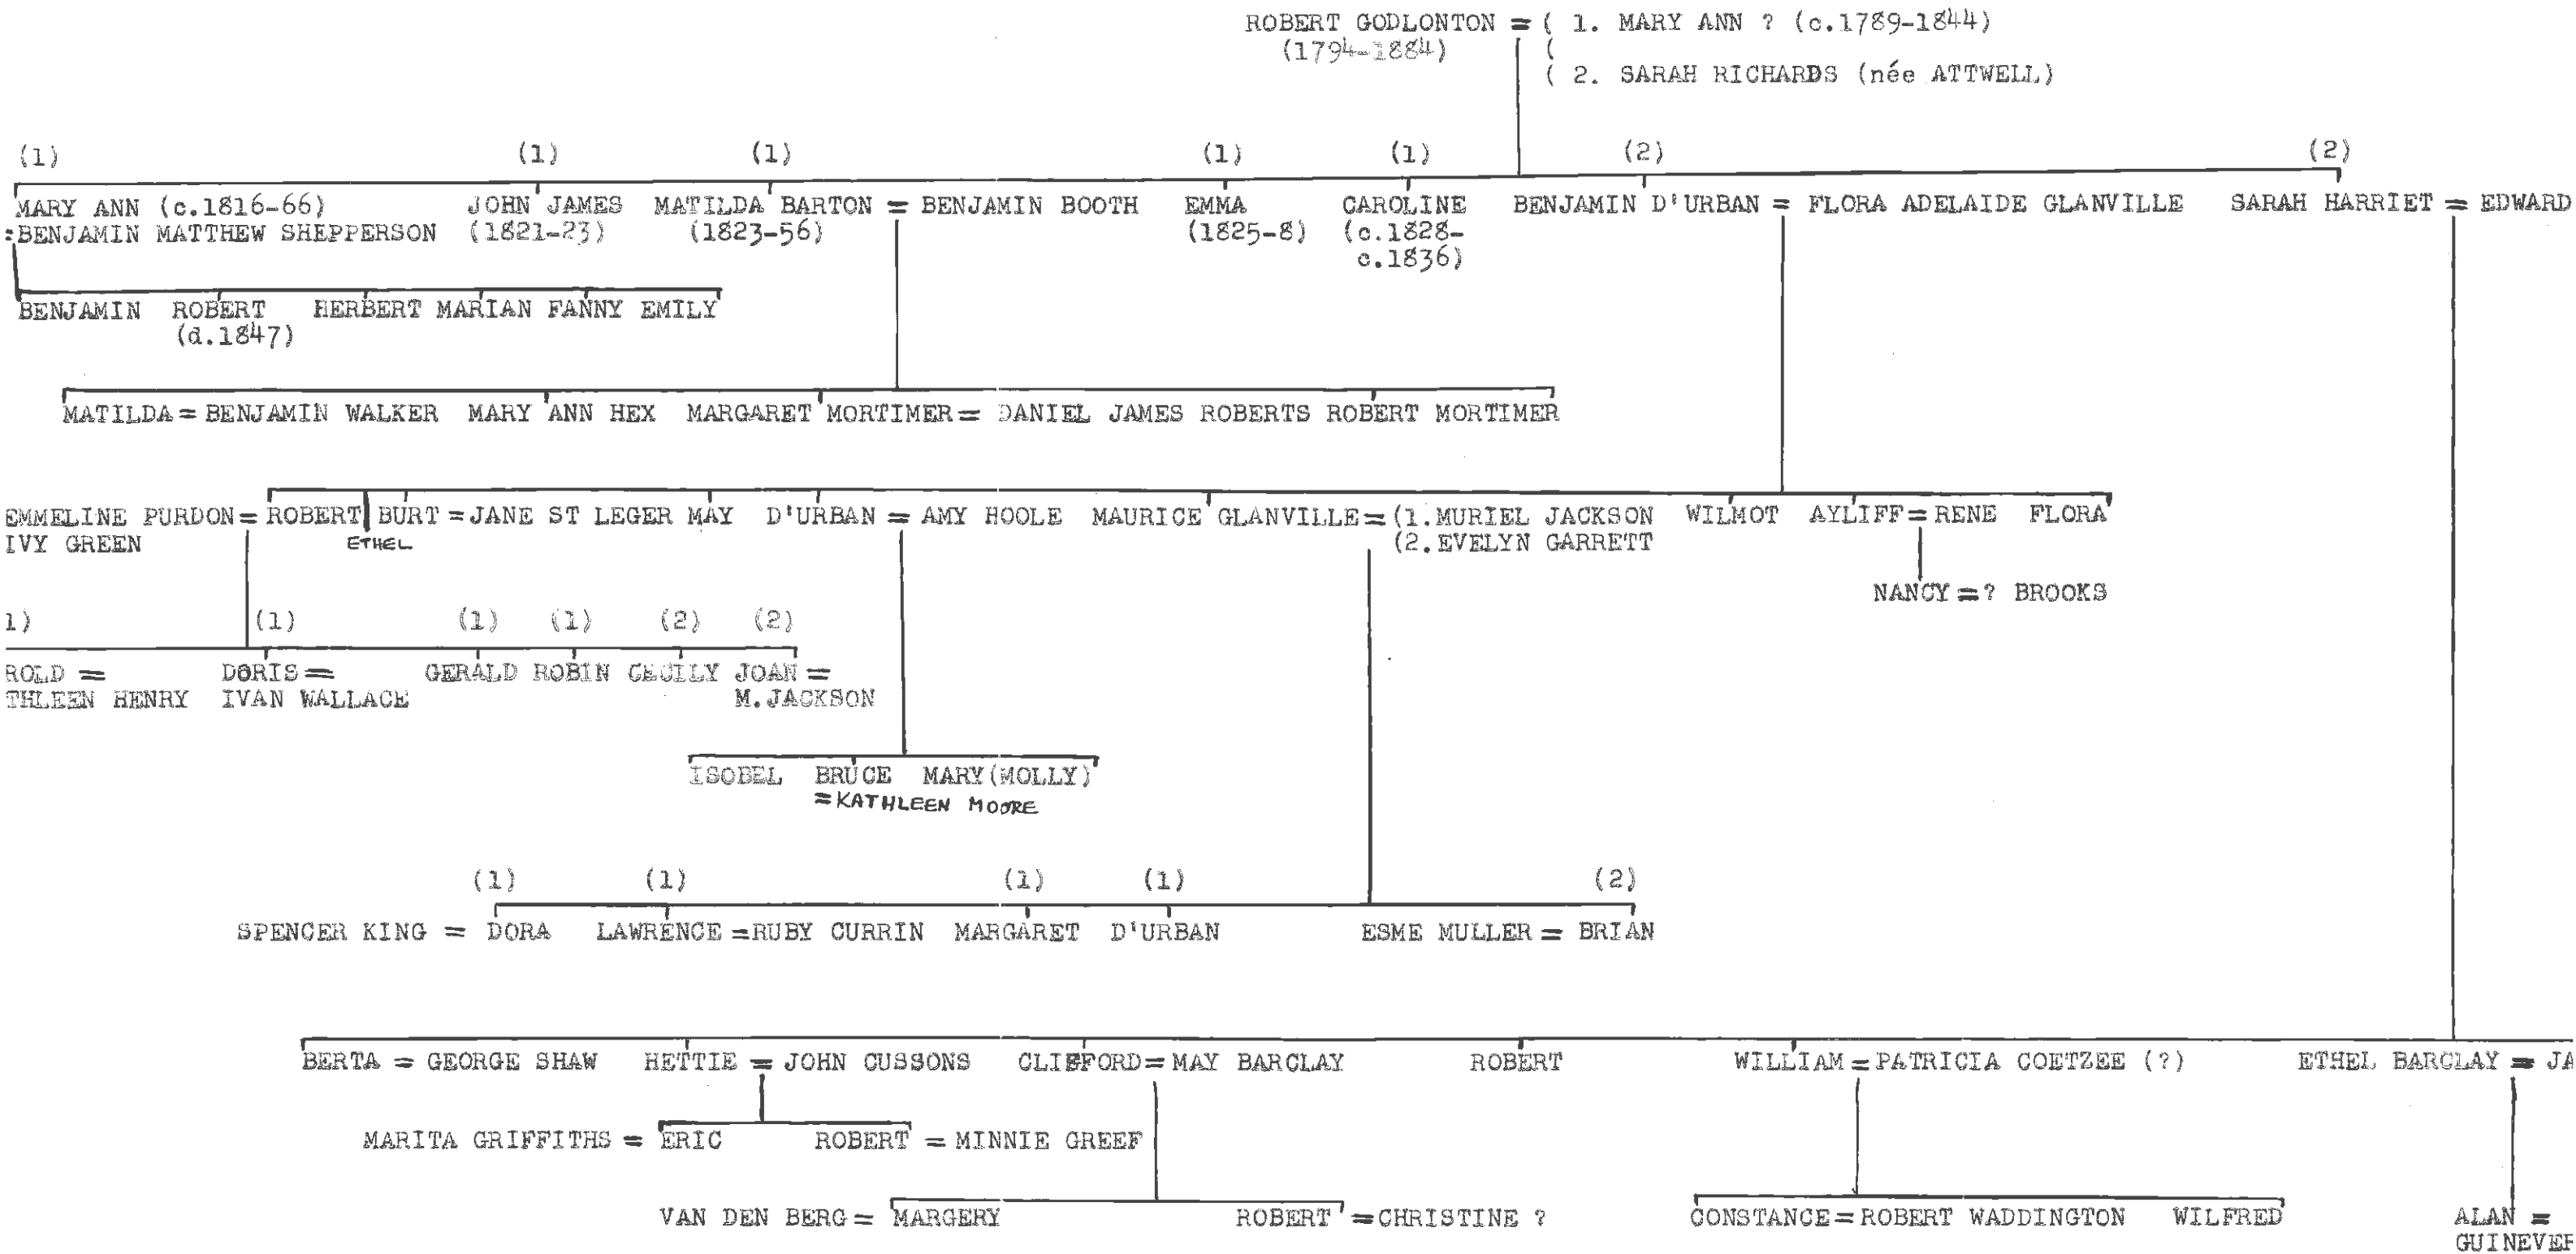 ROBERT GODLONTON = ( 1. MARY ANN ? (c.1789-1844)
(1794-1884) (
( 2. SARAH RICHARDS (née ATTWELL)
(1) (1) (1) (1) (1) (2) (2)
MARY ANN (c.1816-66) JOHN JAMES MATILDA BARTON = BENJAMIN BOOTH EMMA CAROLINE BENJAMIN D'URBAN = FLORA ADELAIDE GLANVILLE SARAH HARRIET = EDWARD
=BENJAMIN MATTHEW SHEPPERSON (1821-23) (1823-56) (1825-8) (c.1828-
c.1836)
BENJAMIN ROBERT HERBERT MARIAN FANNY EMILY
(d.1847)
MATILDA = BENJAMIN WALKER MARY ANN HEX MARGARET MORTIMER = DANIEL JAMES ROBERTS ROBERT MORTIMER
EMMELINE PURDON = ROBERT BURT = JANE ST LEGER MAY D'URBAN = AMY HOOLE MAURICE GLANVILLE = (1. MURIEL JACKSON WILMOT AYLIFF = RENE FLORA
IVY GREEN ETHEL (2. EVELYN GARRETT
NANCY = ? BROOKS
1) (1) (1) (1) (2) (2)
ROLD = DORIS = GERALD ROBIN CECILY JOAN =
THLEEN HENRY IVAN WALLACE M. JACKSON
ISOBEL BRUCE MARY (MOLLY)
= KATHLEEN MOORE
(1) (1) (1) (1) (2)
SPENCER KING = DORA LAWRENCE = RUBY CURRIN MARGARET D'URBAN ESME MULLER = BRIAN
BERTA = GEORGE SHAW HETTIE = JOHN CUSSONS CLIFFORD = MAY BARCLAY ROBERT WILLIAM = PATRICIA COETZEE (?) ETHEL BARCLAY = JA
MARITA GRIFFITHS = ERIC ROBERT = MINNIE GREEF
VAN DEN BERG = MARGERY ROBERT = CHRISTINE ? CONSTANCE = ROBERT WADDINGTON WILFRED ALAN =
GUINEVER